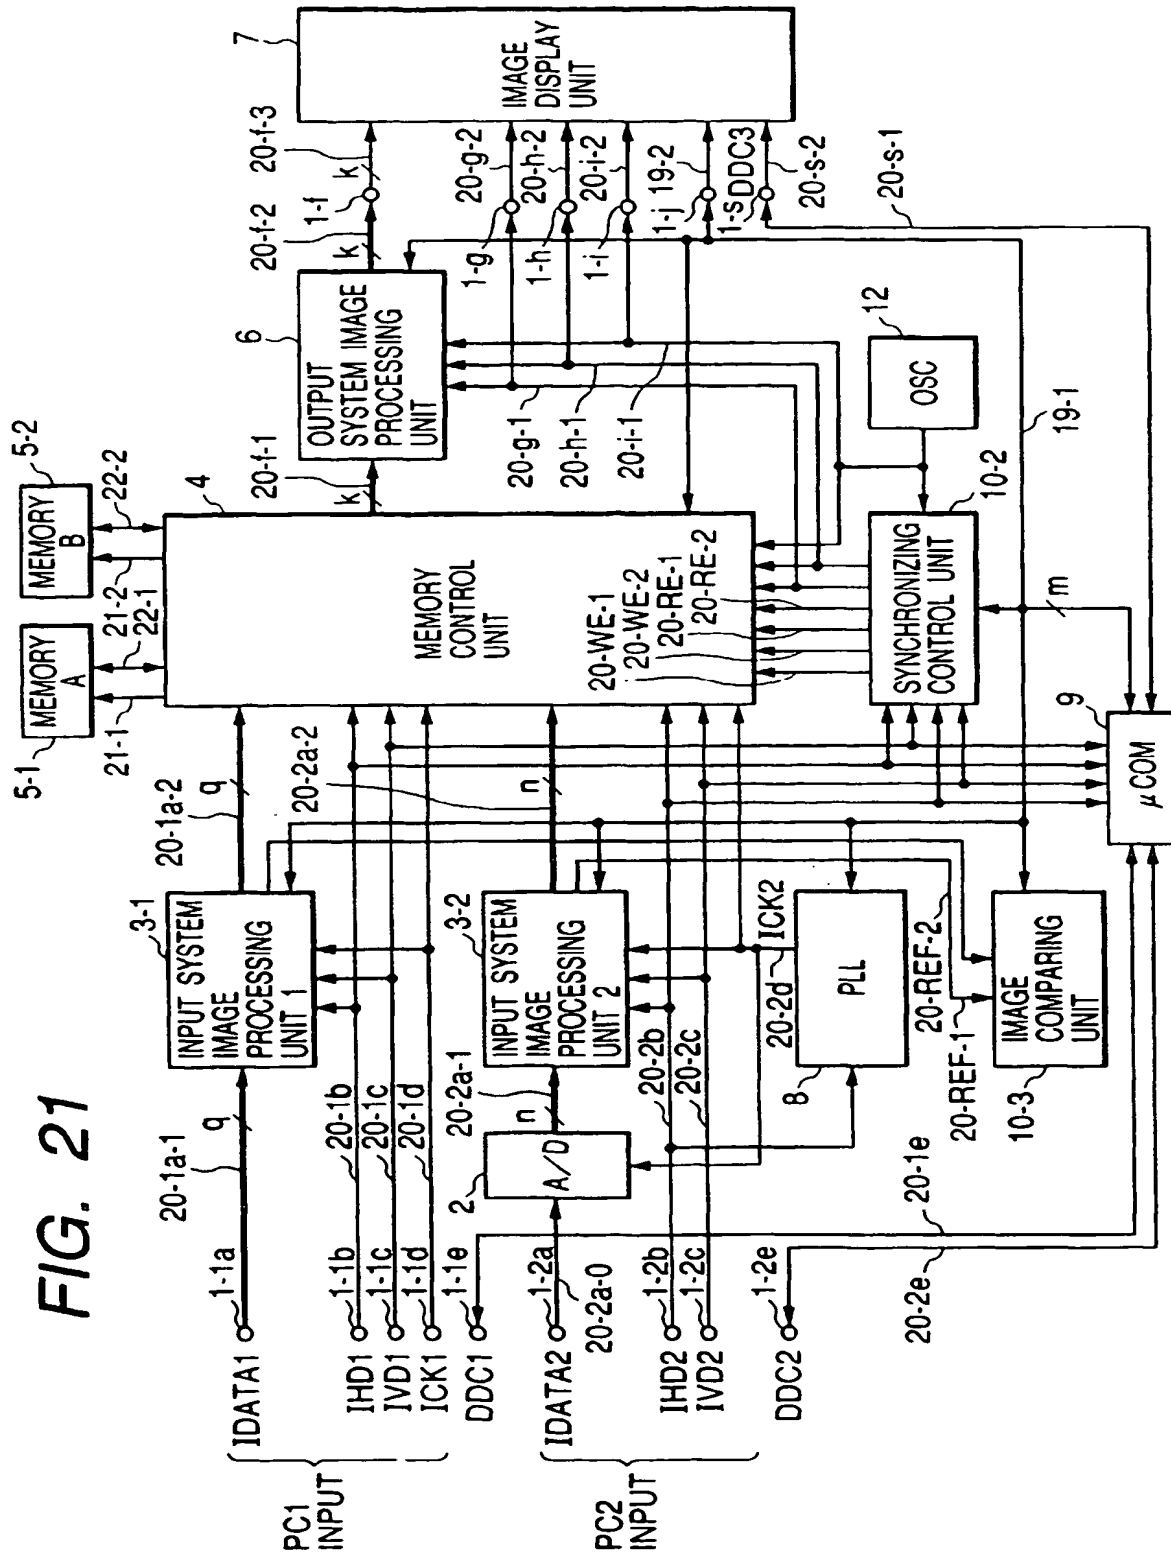 FIG. 21
PC1
INPUT
IDATA1
1-1a
20-1a-1
q
INPUT SYSTEM
IMAGE
PROCESSING
UNIT 1
3-1
20-1a-2
q
IHD1
1-1b
20-1b
IVD1
1-1c
20-1c
ICK1
1-1d
20-1d
DDC1
1-1e
PC2
INPUT
IDATA2
1-2a
20-2a-0
2
A/D
n
20-2a-1
INPUT SYSTEM
IMAGE
PROCESSING
UNIT 2
3-2
20-2a-2
n
IHD2
1-2b
20-2b
IVD2
1-2c
20-2c
DDC2
1-2e
20-2e
20-1e
20-2d
ICK2
8
PLL
20-REF-2
20-REF-1
10-3
IMAGE
COMPARING
UNIT
5-1
MEMORY
A
21-1
22-1
5-2
MEMORY
B
21-2
22-2
4
MEMORY
CONTROL
UNIT
20-WE-1
20-WE-2
20-RE-1
20-RE-2
SYNCHRONIZING
CONTROL UNIT
10-2
9
μCOM
m
19-1
OSC
12
20-f-1
k
6
OUTPUT
SYSTEM IMAGE
PROCESSING
UNIT
20-g-1
20-h-1
20-i-1
20-f-2
k
1-f
20-f-3
k
1-g
20-g-2
1-h
20-h-2
1-i
20-i-2
1-j
19-2
1-s
DDC3
20-s-2
20-s-1
7
IMAGE
DISPLAY
UNIT